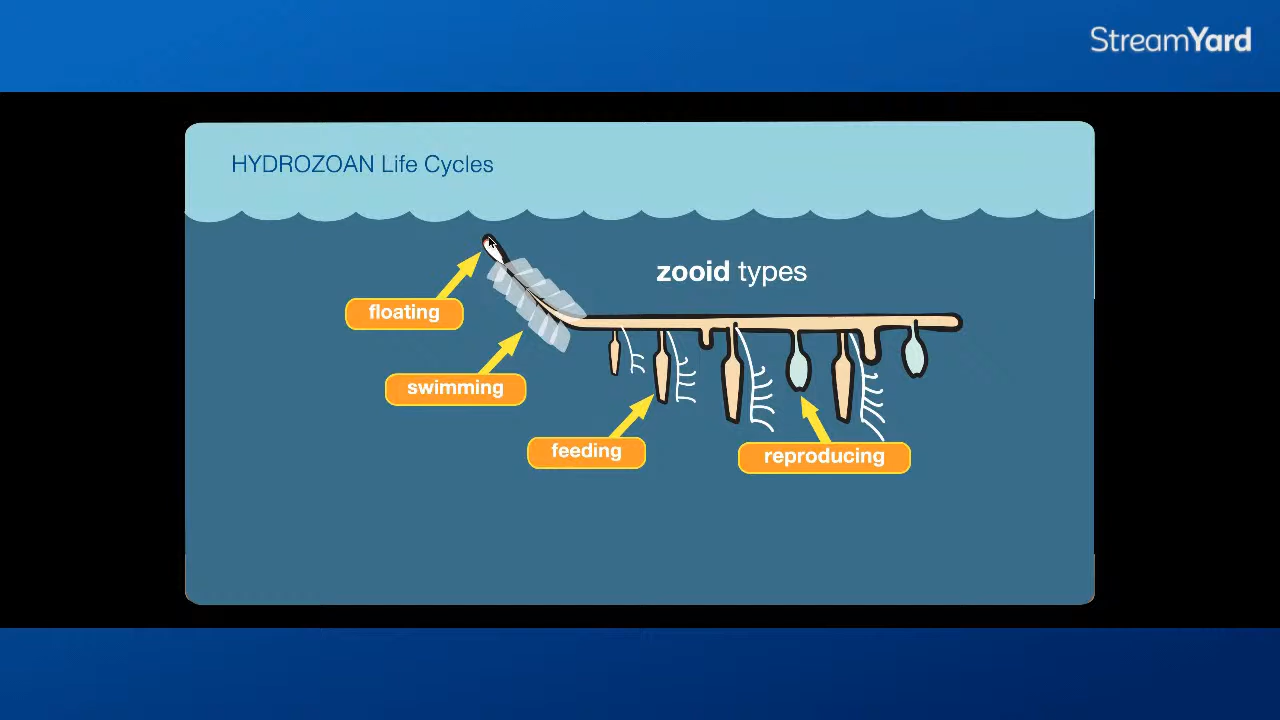 StreamYard
HYDROZOAN Life Cycles
zooid types
floating
swimming
feeding
reproducing